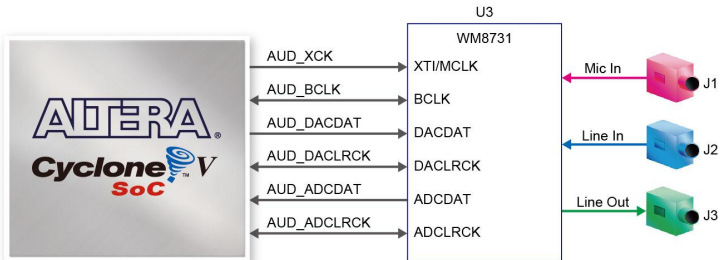 U3
WM8731
ALTERA®
Cyclone™ V
SoC
AUD_XCK
AUD_BCLK
AUD_DACDAT
AUD_DACLRCK
AUD_ADCDAT
AUD_ADCLRCK
XTI/MCLK
BCLK
DACDAT
DACLRCK
ADCDAT
ADCLRCK
Mic In
J1
Line In
J2
Line Out
J3